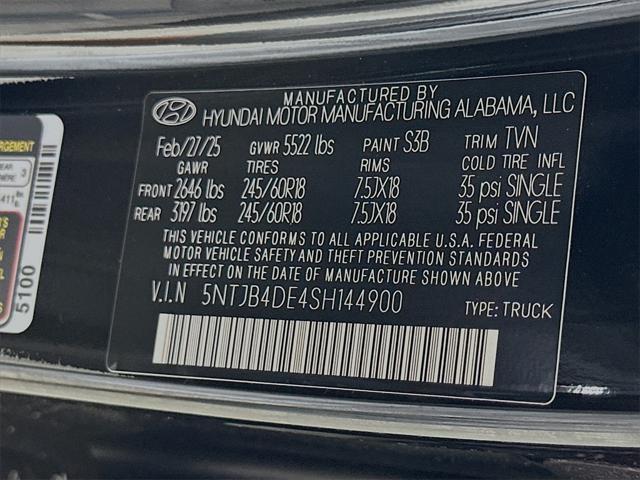 MANUFACTURED BY
HYUNDAI MOTOR MANUFACTURING ALABAMA, LLC
Feb/27/25 GVWR 5522 lbs PAINT S3B TRIM TVN
GAWR TIRES RIMS COLD TIRE INFL
FRONT 2646 lbs 245/60R18 7.5JX18 35 psi SINGLE
REAR 3197 lbs 245/60R18 7.5JX18 35 psi SINGLE
THIS VEHICLE CONFORMS TO ALL APPLICABLE U.S.A. FEDERAL
MOTOR VEHICLE SAFETY AND THEFT PREVENTION STANDARDS
IN EFFECT ON THE DATE OF MANUFACTURE SHOWN ABOVE
V.I.N 5NTJB4DE4SH144900 TYPE: TRUCK
5100